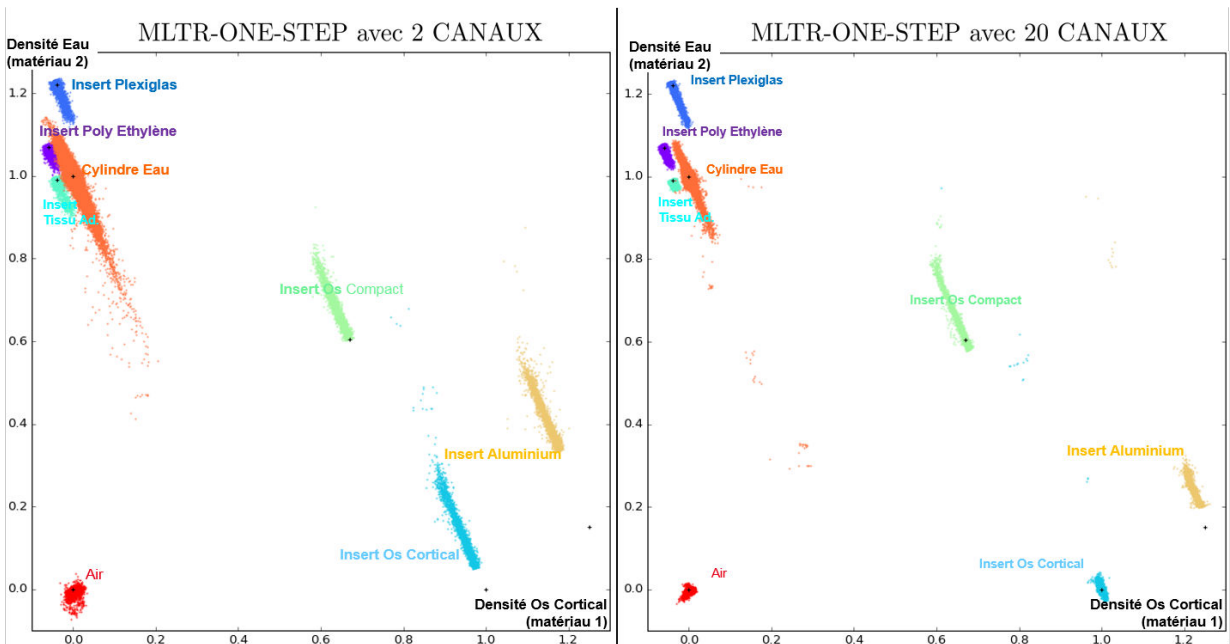 MLTR-ONE-STEP avec 2 CANAUX
Densité Eau
(matériau 2)
Insert Plexiglas
1.2
Insert Poly Ethylène
Cylindre Eau
1.0
Insert
Tissu Ad
0.8
Insert Os Compact
0.6
0.4
Insert Aluminium
0.2
Insert Os Cortical
Air
0.0
Densité Os Cortical
(matériau 1)
0.0
0.2
0.4
0.6
0.8
1.0
1.2
MLTR-ONE-STEP avec 20 CANAUX
Densité Eau
(matériau 2)
Insert Plexiglas
1.2
Insert Poly Ethylène
Cylindre Eau
1.0
Insert
Tissu Ad
0.8
Insert Os Compact
0.6
0.4
Insert Aluminium
0.2
Insert Os Cortical
Air
0.0
Densité Os Cortical
(matériau 1)
0.0
0.2
0.4
0.6
0.8
1.0
1.2